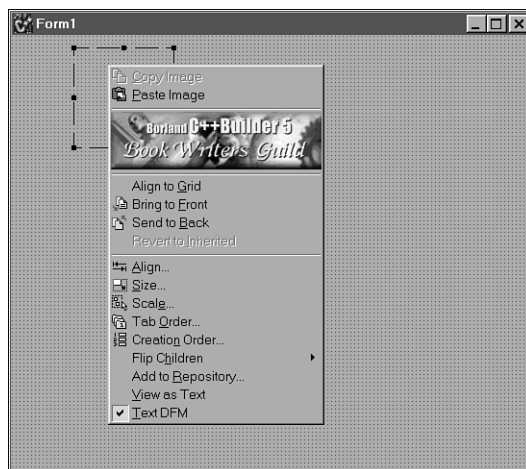 Form1
Copy Image
Paste Image
Borland C++Builder 5
Book Writers Guild
Align to Grid
Bring to Front
Send to Back
Revert to Inherited
Align...
Size...
Scale...
Tab Order...
Creation Order...
Flip Children
Add to Repository...
View as Text
Text DFM